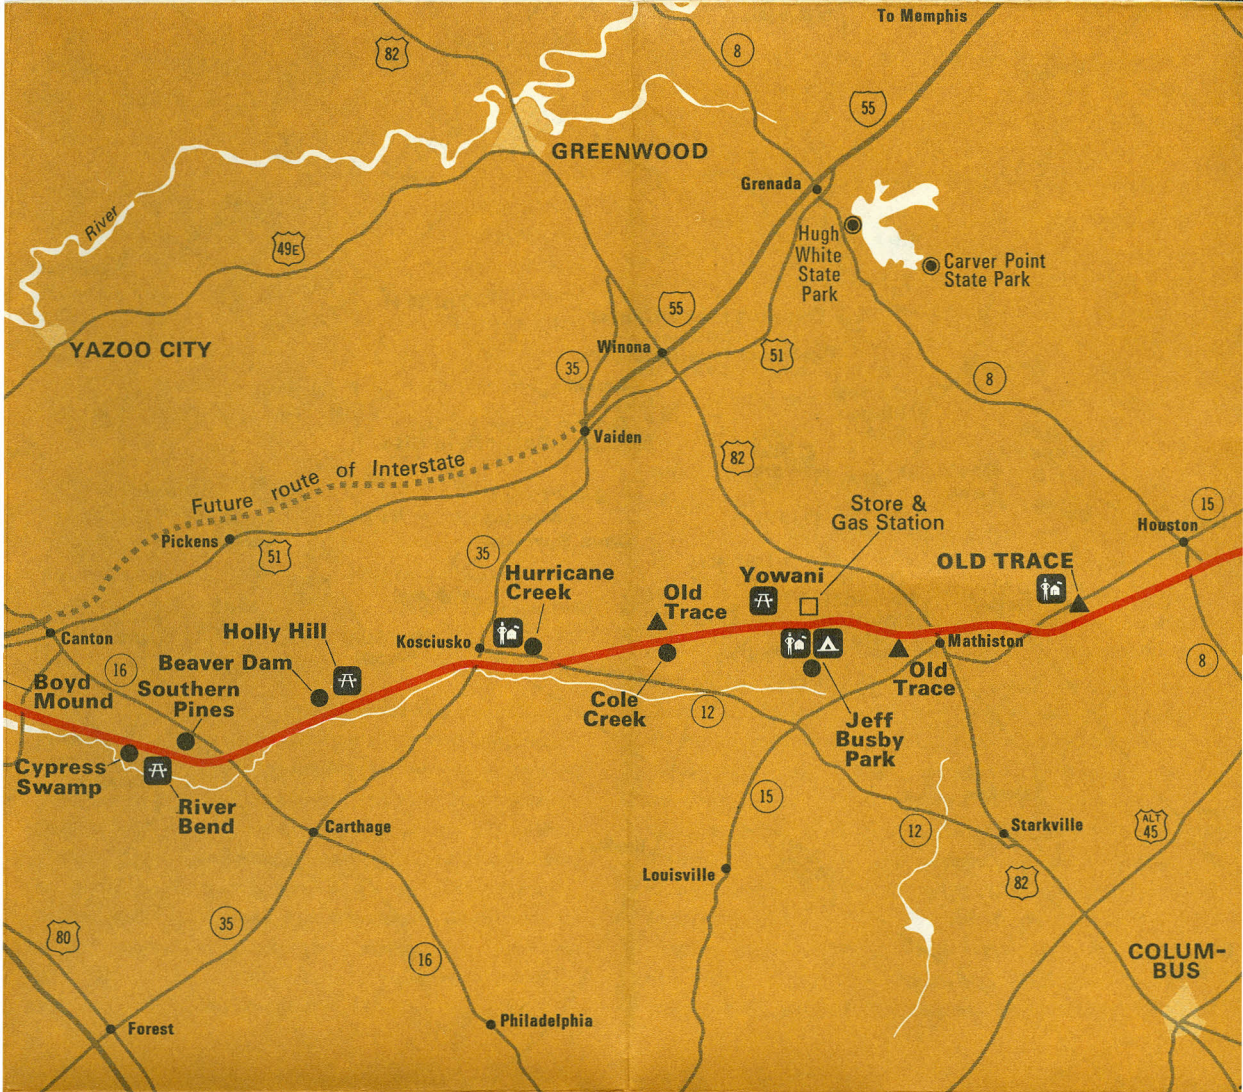 To Memphis
82
8
55
GREENWOOD
Grenada
River
49E
Hugh
White
State
Park
Carver Point
State Park
55
YAZOO CITY
Winona
35
51
8
Vaiden
82
Future route of Interstate
Pickens
51
35
Store &
Gas Station
15
Houston
Hurricane
Creek
Yowani
OLD TRACE
Old
Trace
Holly Hill
Canton
Kosciusko
Mathiston
16
Beaver Dam
8
Boyd
Mound
Southern
Pines
Old
Trace
Cole
Creek
12
Jeff
Busby
Park
Cypress
Swamp
River
Bend
15
Carthage
12
Starkville
ALT
45
Louisville
82
35
80
16
COLUM-
BUS
Forest
Philadelphia